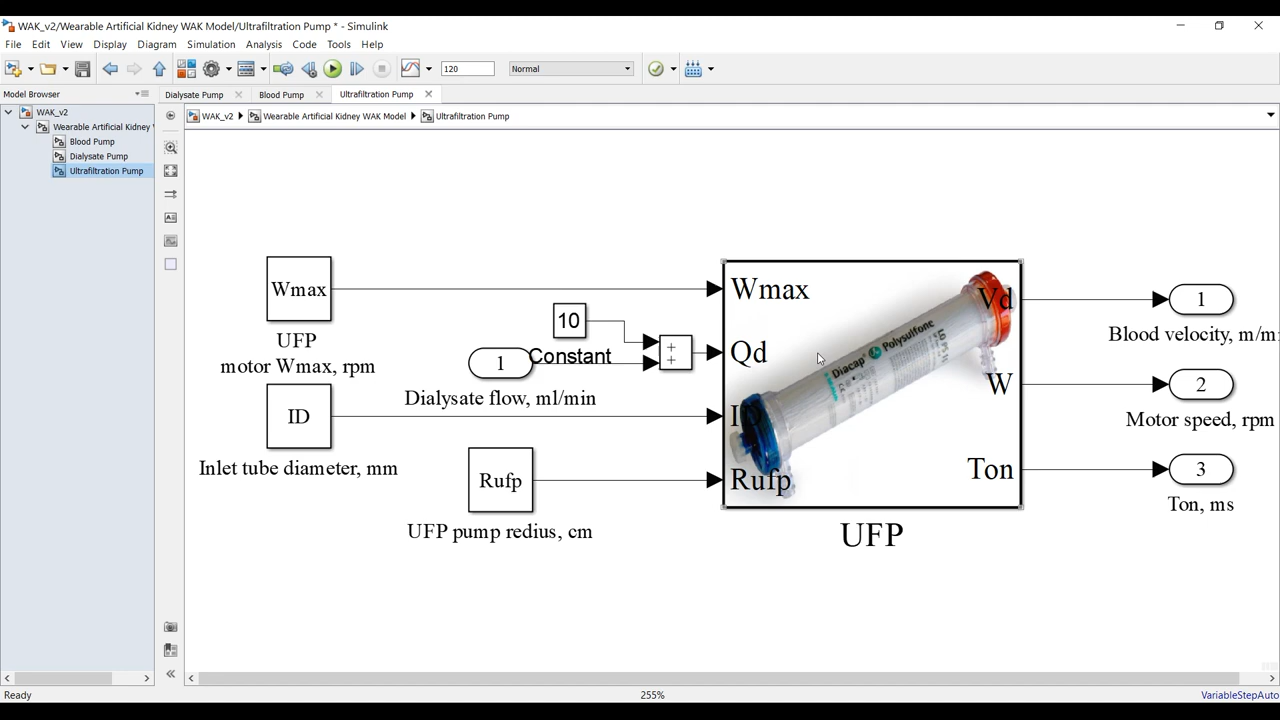 WAK_v2/Wearable Artificial Kidney WAK Model/Ultrafiltration Pump * - Simulink
File Edit View Display Diagram Simulation Analysis Code Tools Help
120 Normal
Model Browser
Dialysate Pump Blood Pump Ultrafiltration Pump
WAK_v2 Wearable Artificial Kidney WAK Model Ultrafiltration Pump
WAK_v2
Wearable Artificial Kidney
Blood Pump
Dialysate Pump
Ultrafiltration Pump
Wmax
UFP
motor Wmax, rpm
10
Constant
1
Dialysate flow, ml/min
+
+
ID
Inlet tube diameter, mm
Rufp
UFP pump redius, cm
Wmax
Qd
ID
Rufp
Diacap® Polysulfone
Vd
W
Ton
UFP
1
Blood velocity, m/m
2
Motor speed, rpm
3
Ton, ms
Ready 255% VariableStepAuto